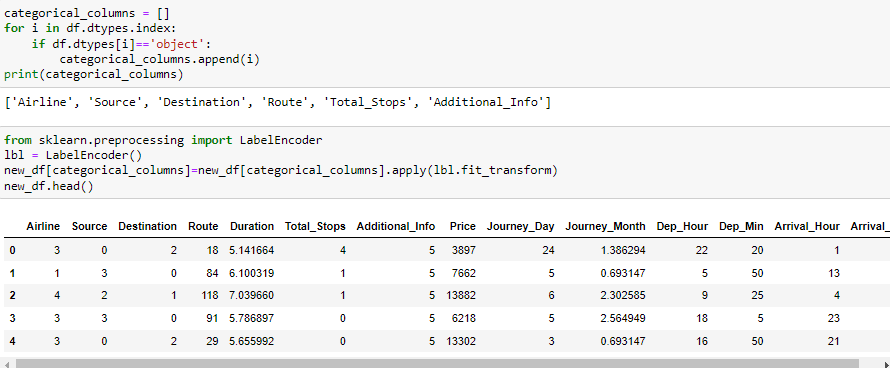 categorical_columns = []
for i in df.dtypes.index:
    if df.dtypes[i]=='object':
        categorical_columns.append(i)
print(categorical_columns)
['Airline', 'Source', 'Destination', 'Route', 'Total_Stops', 'Additional_Info']
from sklearn.preprocessing import LabelEncoder
lbl = LabelEncoder()
new_df[categorical_columns]=new_df[categorical_columns].apply(lbl.fit_transform)
new_df.head()
Airline Source Destination Route Duration Total_Stops Additional_Info Price Journey_Day Journey_Month Dep_Hour Dep_Min Arrival_Hour Arrival_
0 3 0 2 18 5.141664 4 5 3897 24 1.386294 22 20 1
1 1 3 0 84 6.100319 1 5 7662 5 0.693147 5 50 13
2 4 2 1 118 7.039660 1 5 13882 6 2.302585 9 25 4
3 3 3 0 91 5.786897 0 5 6218 5 2.564949 18 5 23
4 3 0 2 29 5.655992 0 5 13302 3 0.693147 16 50 21